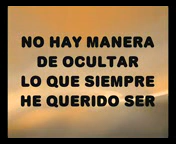 NO HAY MANERA
DE OCULTAR
LO QUE SIEMPRE
HE QUERIDO SER